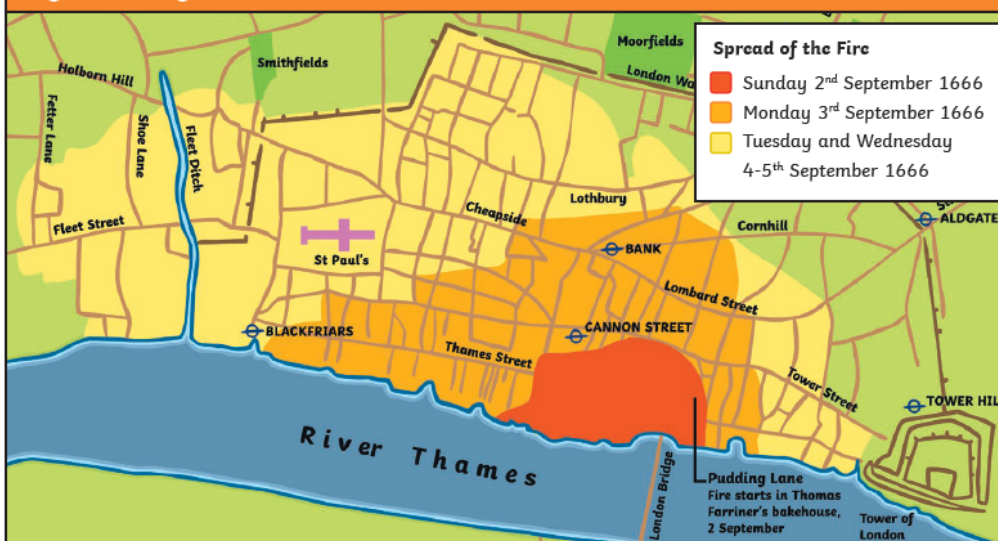 Holborn Hill
Smithfields
Moorfields
London Wa
Spread of the Fire
Sunday 2nd September 1666
Monday 3rd September 1666
Tuesday and Wednesday
4-5th September 1666
Fetter Lane
Shoe Lane
Fleet Ditch
Fleet Street
St Paul's
Cheapside
Lothbury
BANK
Cornhill
ALDGATE
Lombard Street
BLACKFRIARS
CANNON STREET
Thames Street
Tower Street
TOWER HIL
River Thames
London Bridge
Pudding Lane
Fire starts in Thomas
Farriner's bakehouse,
2 September
Tower of
London